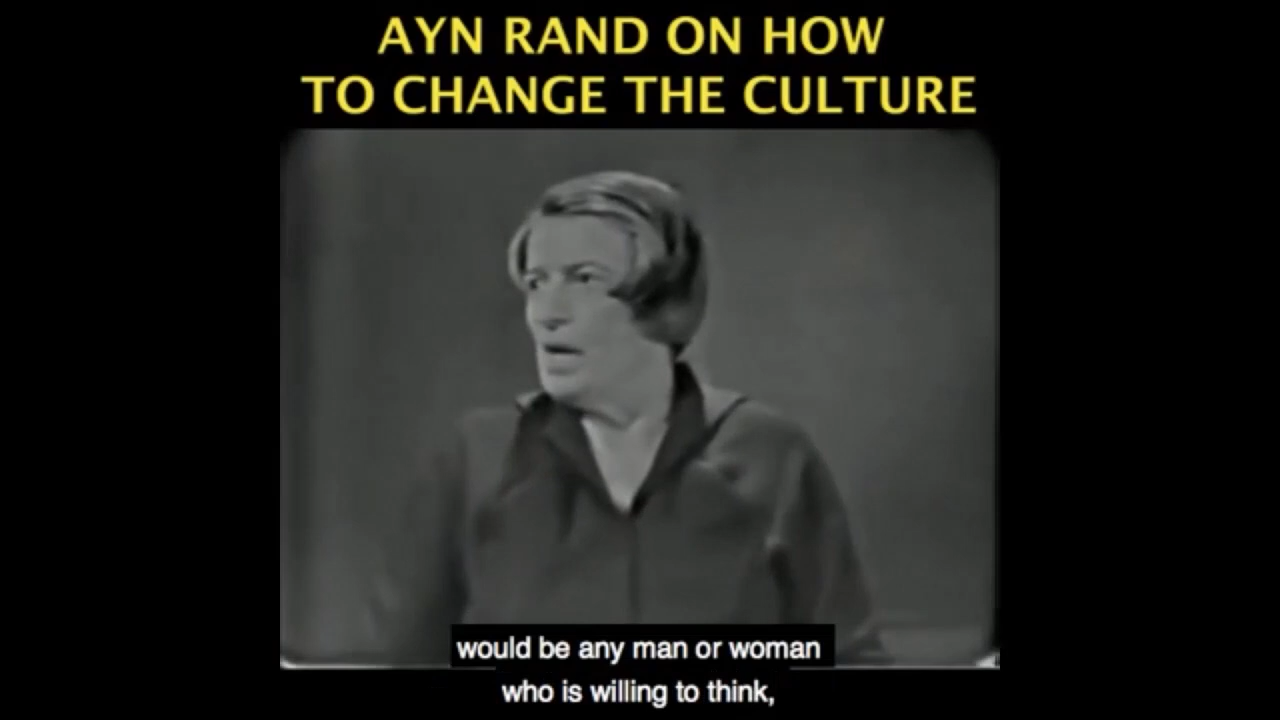 AYN RAND ON HOW
TO CHANGE THE CULTURE
would be any man or woman
who is willing to think,